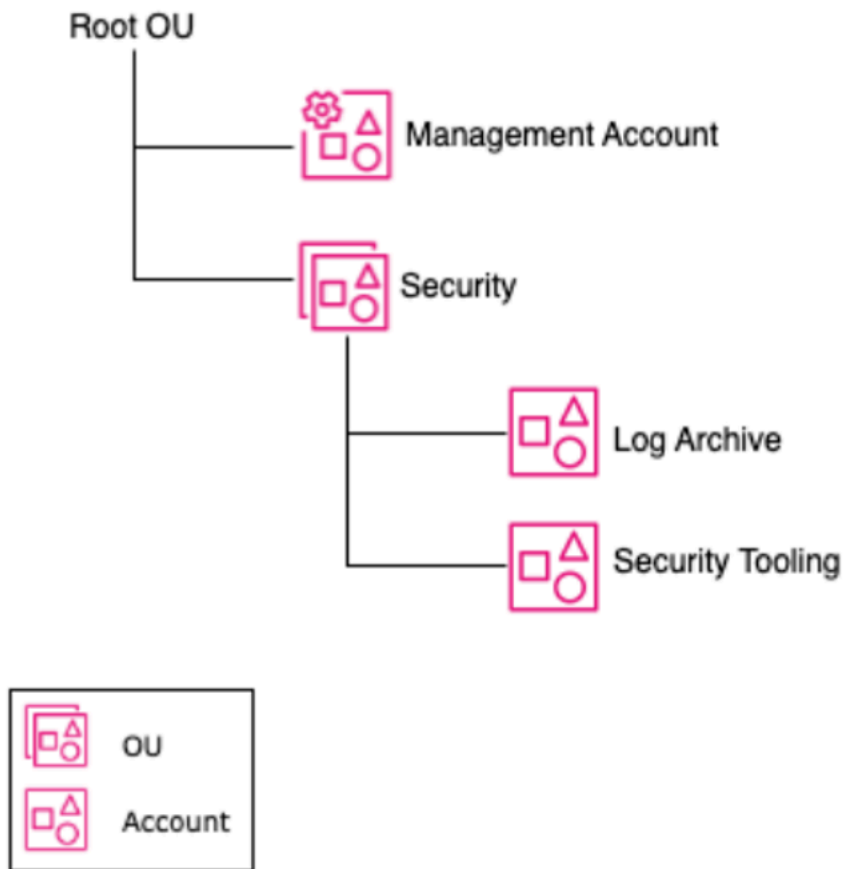 Root OU
Management Account
Security
Log Archive
Security Tooling
OU
Account